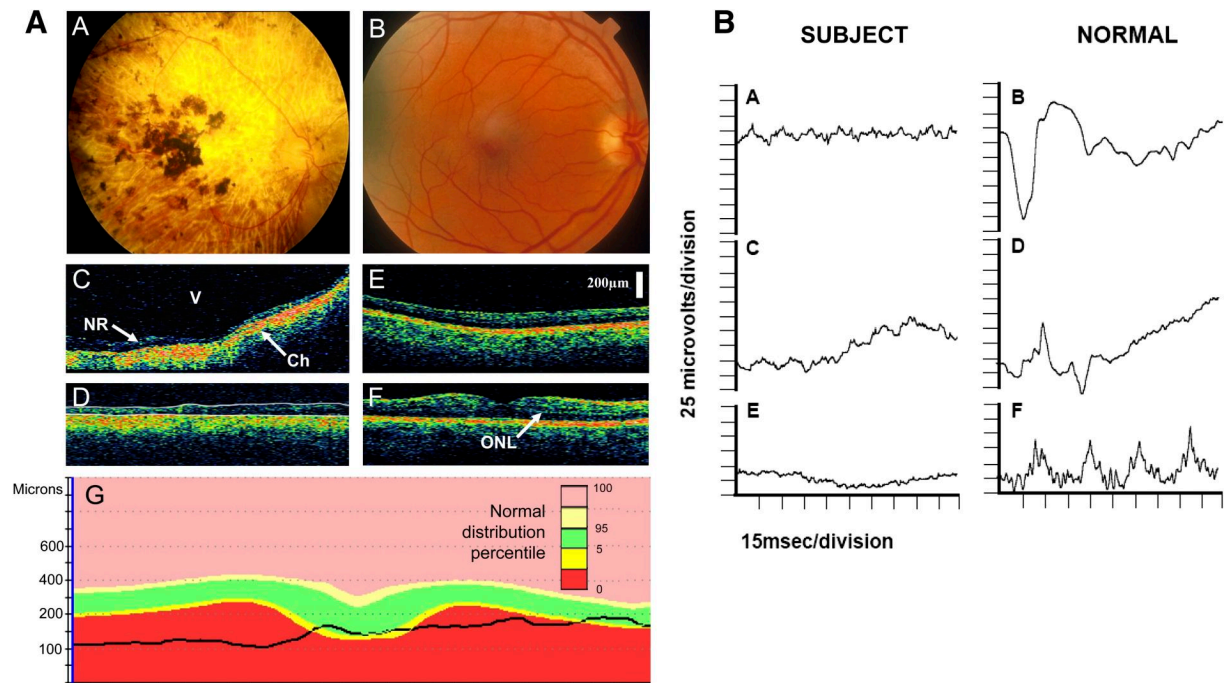 A
A
B
C
V
NR
Ch
E
200µm
D
F
ONL
Microns
600
400
200
100
G
Normal
distribution
percentile
100
95
5
0
B
SUBJECT
NORMAL
25 microvolts/division
A
B
C
D
E
F
15msec/division